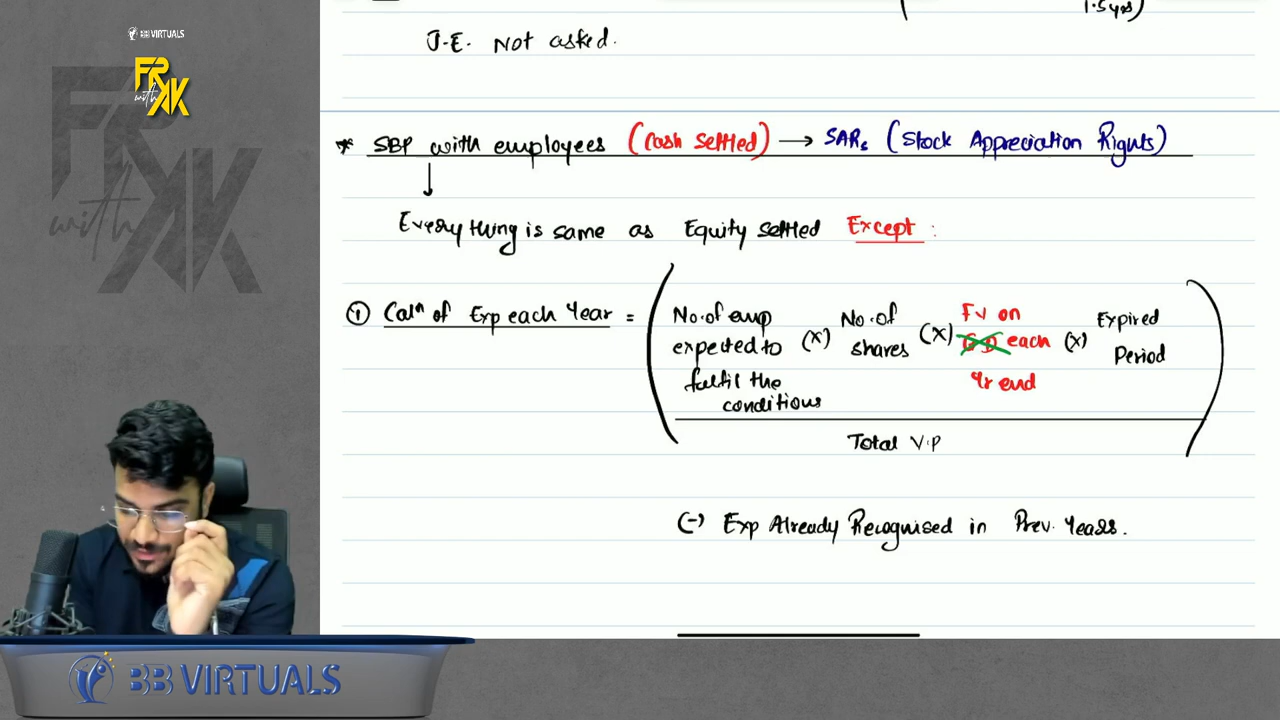 BB VIRTUALS
FR
with
AK
1.5yrs)
J.E. Not asked.
* SBP with employees (Cash settled) → SARs (Stock Appreciation Rights)
Everything is same as Equity settled Except :
① Calⁿ of Exp each Year = (No. of emp expected to fulfil the conditions (x) No. of shares (x) FV on G.D each Yr end (x) Expired Period
Total V.P)
(-) Exp Already Recognised in Prev. Years.
FR
with
AK
BB VIRTUALS